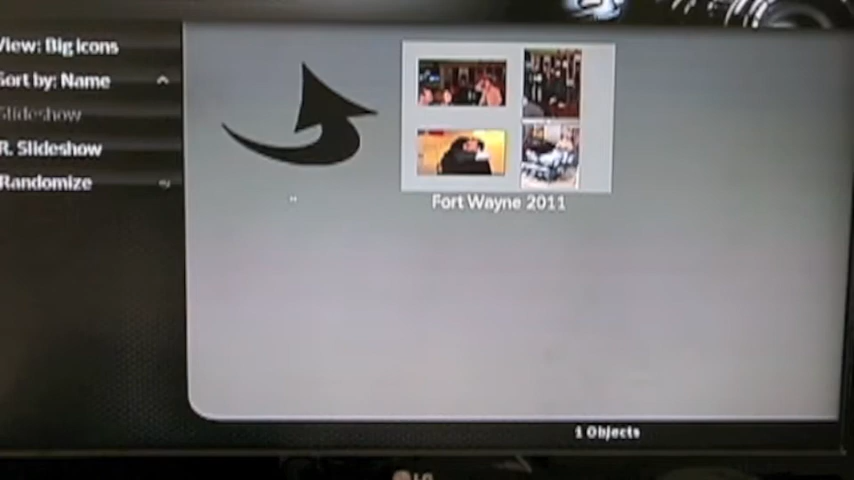 View: Big Icons
Sort by: Name
Slideshow
R. Slideshow
Randomize
..
Fort Wayne 2011
1 Objects
LG